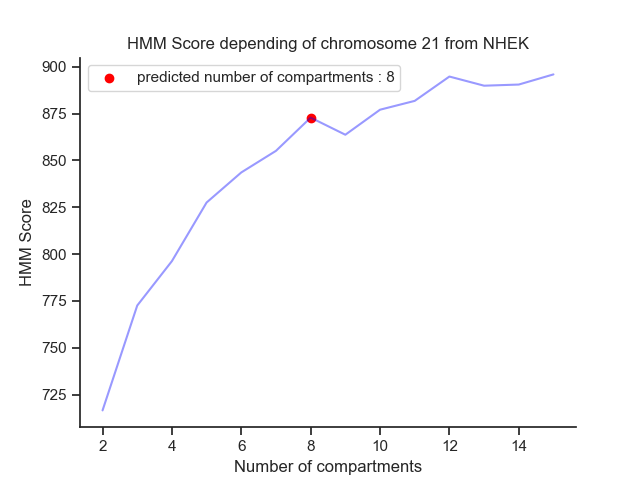 HMM Score depending of chromosome 21 from NHEK
predicted number of compartments : 8
900
875
850
825
800
775
750
725
HMM Score
2 4 6 8 10 12 14
Number of compartments